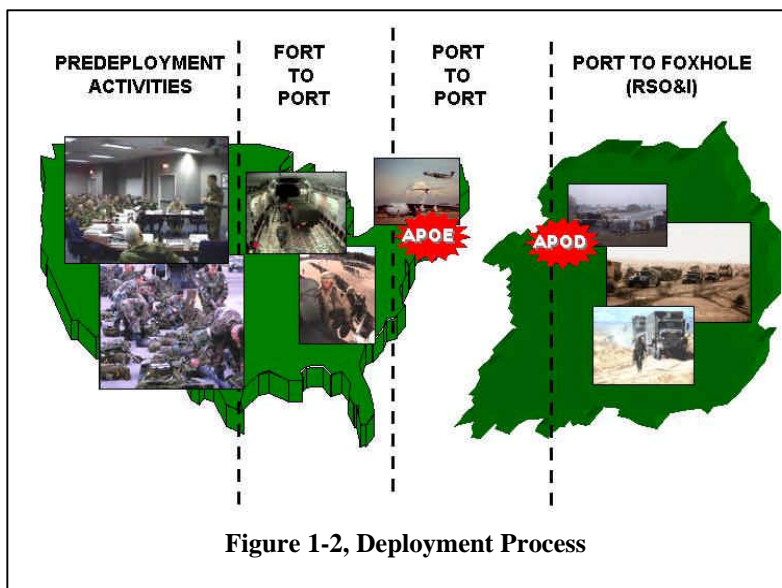 PREDEPLOYMENT
ACTIVITIES
FORT
TO
PORT
PORT
TO
PORT
PORT TO FOXHOLE
(RSO&I)
APOE
APOD
Figure 1-2, Deployment Process